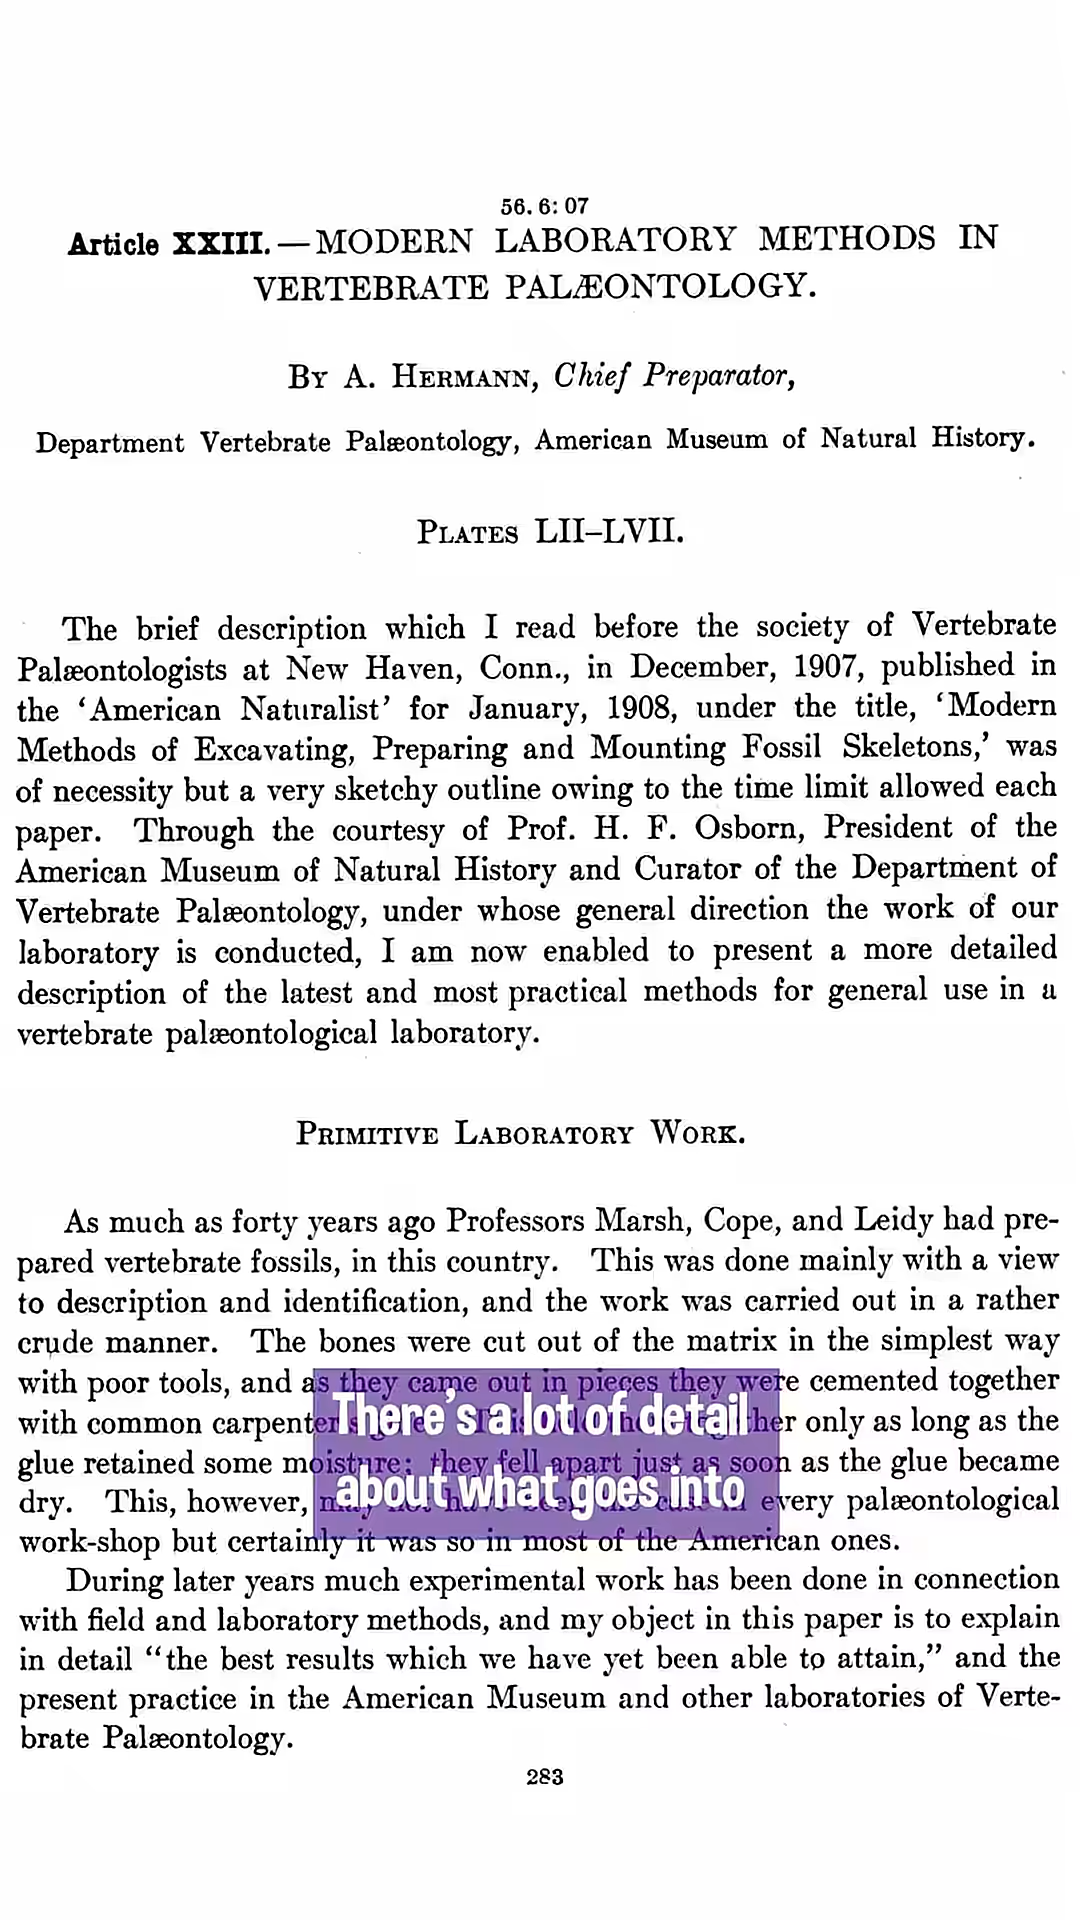 56.6:07
Article XXIII.—MODERN LABORATORY METHODS IN
VERTEBRATE PALÆONTOLOGY.
By A. Hermann, Chief Preparator,
Department Vertebrate Palæontology, American Museum of Natural History.
Plates LII–LVII.
The brief description which I read before the society of Vertebrate
Palæontologists at New Haven, Conn., in December, 1907, published in
the ‘American Naturalist’ for January, 1908, under the title, ‘Modern
Methods of Excavating, Preparing and Mounting Fossil Skeletons,’ was
of necessity but a very sketchy outline owing to the time limit allowed each
paper. Through the courtesy of Prof. H. F. Osborn, President of the
American Museum of Natural History and Curator of the Department of
Vertebrate Palæontology, under whose general direction the work of our
laboratory is conducted, I am now enabled to present a more detailed
description of the latest and most practical methods for general use in a
vertebrate palæontological laboratory.
Primitive Laboratory Work.
As much as forty years ago Professors Marsh, Cope, and Leidy had pre-
pared vertebrate fossils, in this country. This was done mainly with a view
to description and identification, and the work was carried out in a rather
crude manner. The bones were cut out of the matrix in the simplest way
with poor tools, and as they came out in pieces they were cemented together
with common only as long as the
glue retained some moisture; they fell apart just as soon as the glue became
dry. This, however, every palæontological
work-shop but certainly it was so in most of the American ones.
There's a lot of detail
about what goes into
During later years much experimental work has been done in connection
with field and laboratory methods, and my object in this paper is to explain
in detail “the best results which we have yet been able to attain,” and the
present practice in the American Museum and other laboratories of Verte-
brate Palæontology.
283